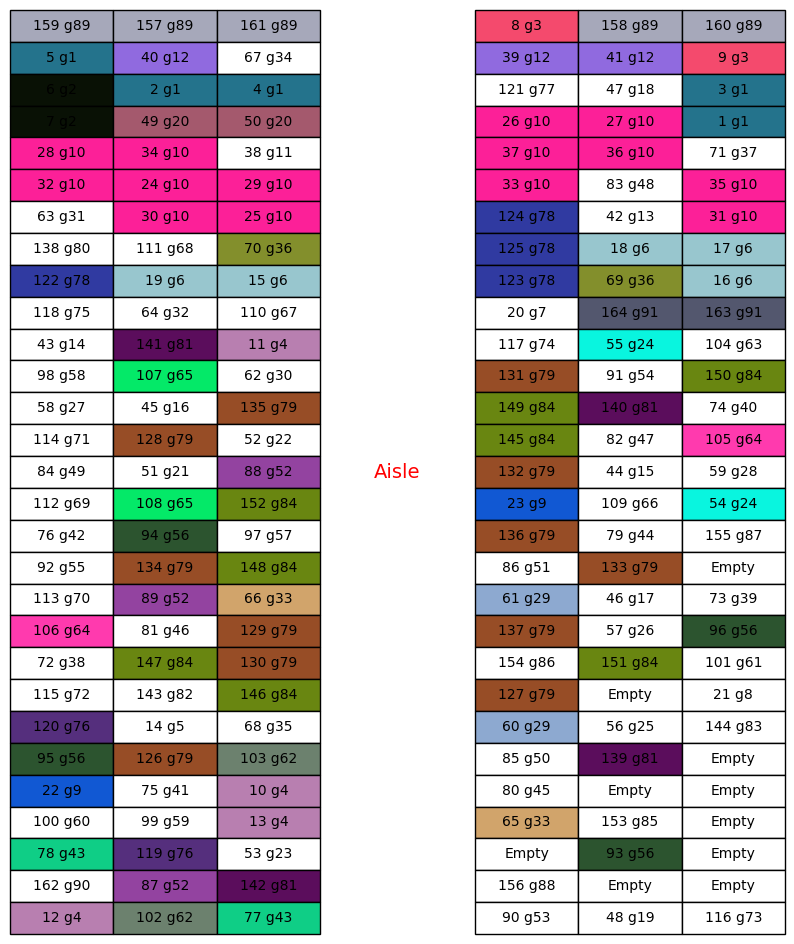 159 g89 157 g89 161 g89 8 g3 158 g89 160 g89
5 g1 40 g12 67 g34 39 g12 41 g12 9 g3
6 g2 2 g1 4 g1 121 g77 47 g18 3 g1
7 g2 49 g20 50 g20 26 g10 27 g10 1 g1
28 g10 34 g10 38 g11 37 g10 36 g10 71 g37
32 g10 24 g10 29 g10 33 g10 83 g48 35 g10
63 g31 30 g10 25 g10 124 g78 42 g13 31 g10
138 g80 111 g68 70 g36 125 g78 18 g6 17 g6
122 g78 19 g6 15 g6 123 g78 69 g36 16 g6
118 g75 64 g32 110 g67 20 g7 164 g91 163 g91
43 g14 141 g81 11 g4 117 g74 55 g24 104 g63
98 g58 107 g65 62 g30 131 g79 91 g54 150 g84
58 g27 45 g16 135 g79 149 g84 140 g81 74 g40
114 g71 128 g79 52 g22 145 g84 82 g47 105 g64
84 g49 51 g21 88 g52 Aisle 132 g79 44 g15 59 g28
112 g69 108 g65 152 g84 23 g9 109 g66 54 g24
76 g42 94 g56 97 g57 136 g79 79 g44 155 g87
92 g55 134 g79 148 g84 86 g51 133 g79 Empty
113 g70 89 g52 66 g33 61 g29 46 g17 73 g39
106 g64 81 g46 129 g79 137 g79 57 g26 96 g56
72 g38 147 g84 130 g79 154 g86 151 g84 101 g61
115 g72 143 g82 146 g84 127 g79 Empty 21 g8
120 g76 14 g5 68 g35 60 g29 56 g25 144 g83
95 g56 126 g79 103 g62 85 g50 139 g81 Empty
22 g9 75 g41 10 g4 80 g45 Empty Empty
100 g60 99 g59 13 g4 65 g33 153 g85 Empty
78 g43 119 g76 53 g23 Empty 93 g56 Empty
162 g90 87 g52 142 g81 156 g88 Empty Empty
12 g4 102 g62 77 g43 90 g53 48 g19 116 g73